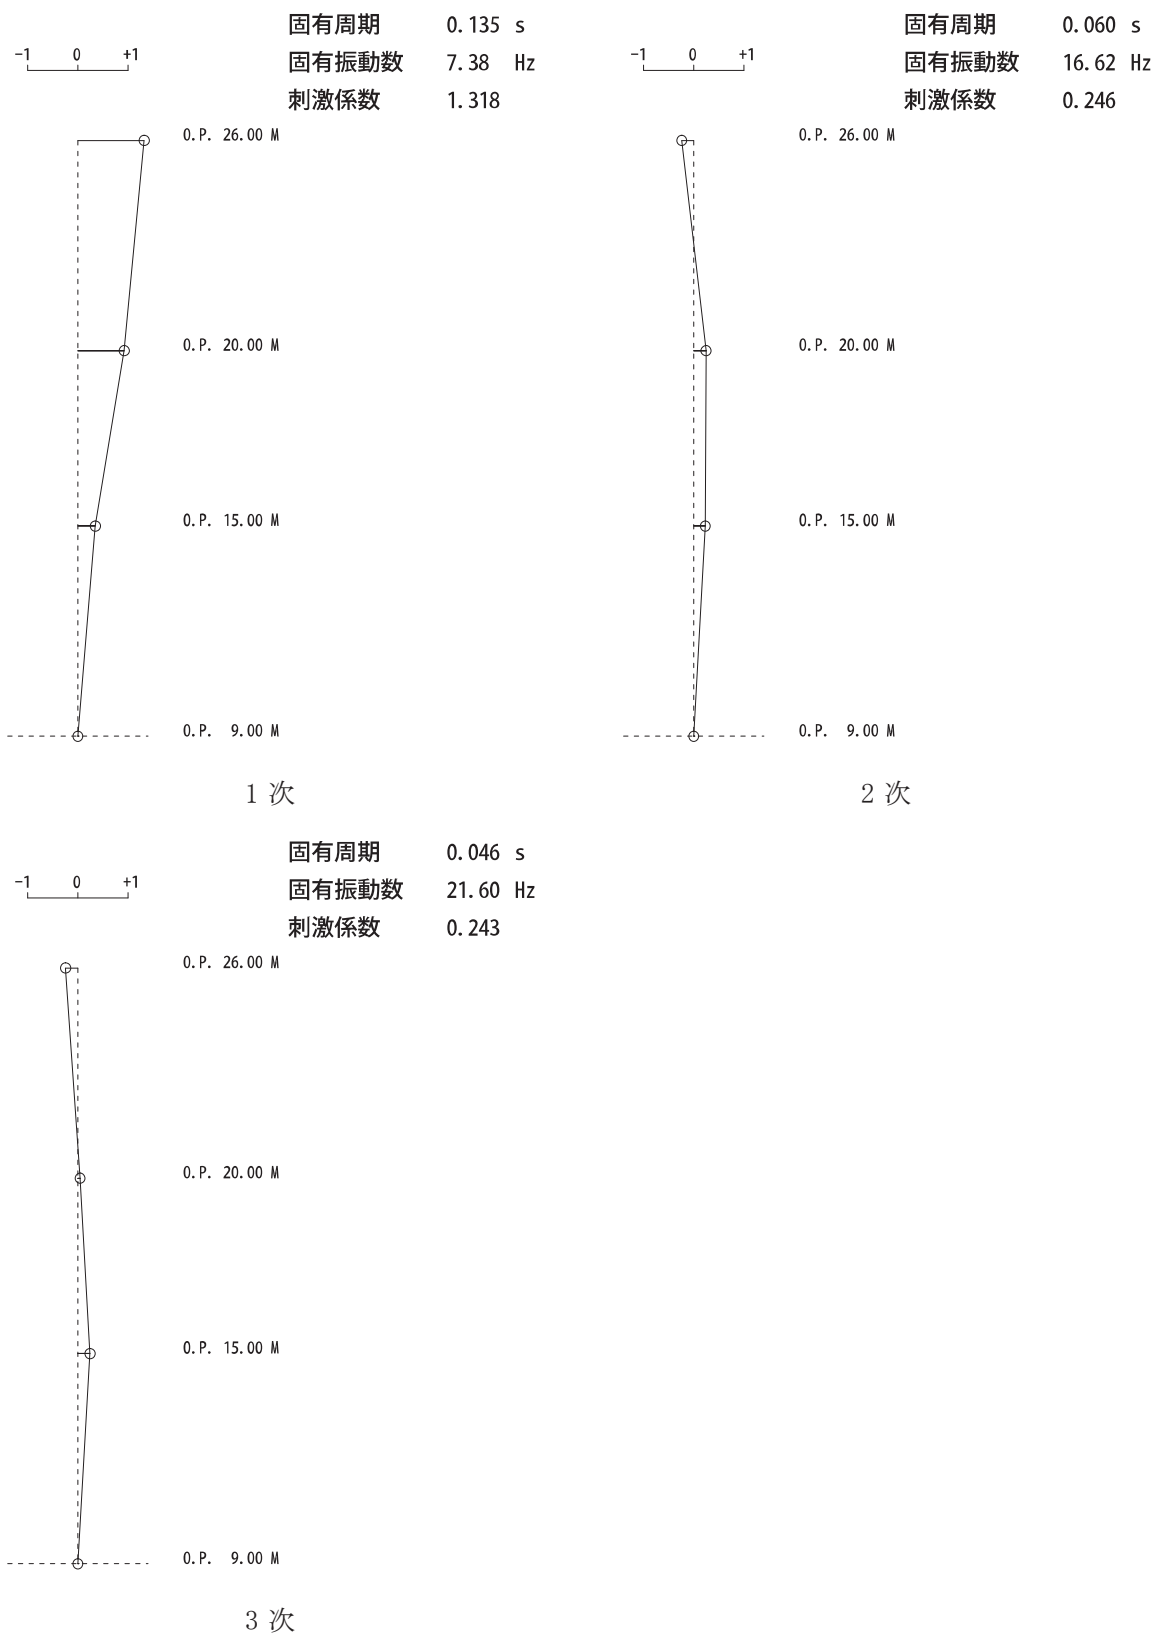 固有周期 0.135 s
固有振動数 7.38 Hz
刺激係数 1.318
-1 0 +1
O.P. 26.00 M
O.P. 20.00 M
O.P. 15.00 M
O.P. 9.00 M
1次
固有周期 0.060 s
固有振動数 16.62 Hz
刺激係数 0.246
-1 0 +1
O.P. 26.00 M
O.P. 20.00 M
O.P. 15.00 M
O.P. 9.00 M
2次
固有周期 0.046 s
固有振動数 21.60 Hz
刺激係数 0.243
-1 0 +1
O.P. 26.00 M
O.P. 20.00 M
O.P. 15.00 M
O.P. 9.00 M
3次